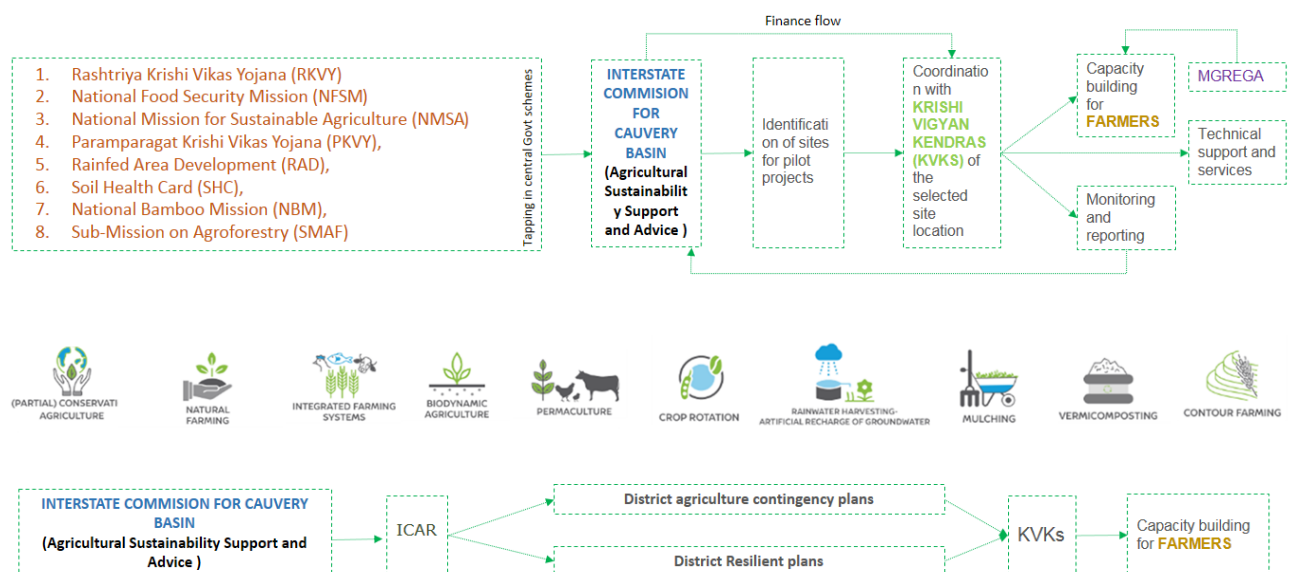 Finance flow
1. Rashtriya Krishi Vikas Yojana (RKVY)
2. National Food Security Mission (NFSM)
3. National Mission for Sustainable Agriculture (NMSA)
4. Paramparagat Krishi Vikas Yojana (PKVY),
5. Rainfed Area Development (RAD),
6. Soil Health Card (SHC),
7. National Bamboo Mission (NBM),
8. Sub-Mission on Agroforestry (SMAF)
Tapping in central Govt schemes
INTERSTATE
COMMISION
FOR
CAUVERY
BASIN
(Agricultural
Sustainabilit
y Support
and Advice )
Identificati
on of sites
for pilot
projects
Coordinatio
n with
KRISHI
VIGYAN
KENDRAS
(KVKS) of
the
selected
site
location
Capacity
building
for
FARMERS
MGREGA
Technical
support and
services
Monitoring
and
reporting
(PARTIAL) CONSERVATI
AGRICULTURE
NATURAL
FARMING
INTEGRATED FARMING
SYSTEMS
BIODYNAMIC
AGRICULTURE
PERMACULTURE
CROP ROTATION
RAINWATER HARVESTING-
ARTIFICIAL RECHARGE OF GROUNDWATER
MULCHING
VERMICOMPOSTING
CONTOUR FARMING
INTERSTATE COMMISION FOR CAUVERY
BASIN
(Agricultural Sustainability Support and
Advice )
ICAR
District agriculture contingency plans
District Resilient plans
KVKs
Capacity building
for FARMERS